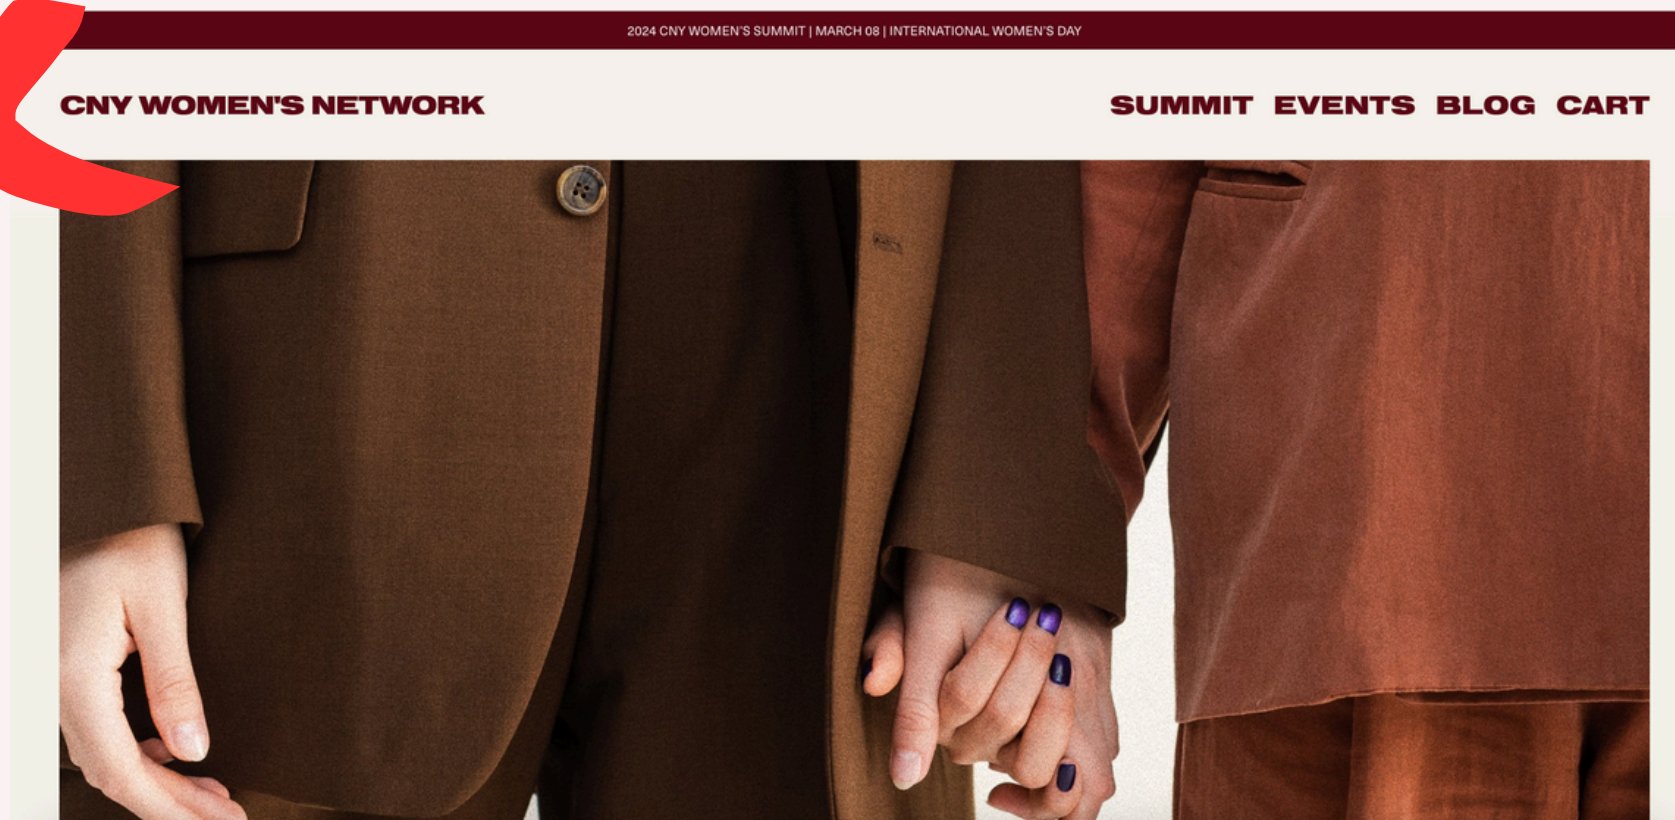 2024 CNY WOMEN'S SUMMIT | MARCH 08 | INTERNATIONAL WOMEN'S DAY
CNY WOMEN'S NETWORK
SUMMIT EVENTS BLOG CART